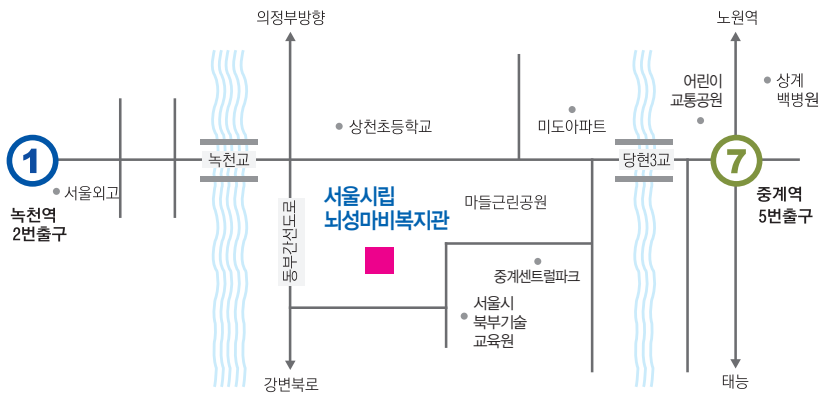 의정부방향
노원역
어린이
교통공원
상계
백병원
상천초등학교
미도아파트
1
녹천교
당현3교
7
서울외고
녹천역
2번출구
서울시립
뇌성마비복지관
마들근린공원
중계역
5번출구
동부간선도로
중계센트럴파크
서울시
북부기술
교육원
강변북로
태능